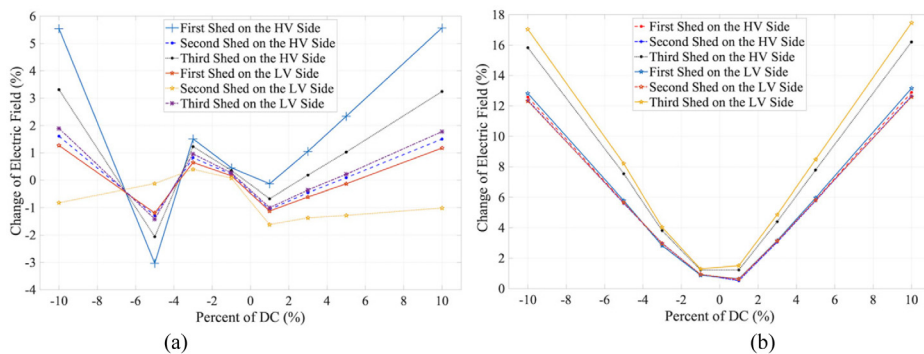 First Shed on the HV Side
Second Shed on the HV Side
Third Shed on the HV Side
First Shed on the LV Side
Second Shed on the LV Side
Third Shed on the LV Side
Change of Electric Field (%)
6
5
4
3
2
1
0
-1
-2
-3
-4
-10 -8 -6 -4 -2 0 2 4 6 8 10
Percent of DC (%)
(a)
First Shed on the HV Side
Second Shed on the HV Side
Third Shed on the HV Side
First Shed on the LV Side
Second Shed on the LV Side
Third Shed on the LV Side
Change of Electric Field (%)
18
16
14
12
10
8
6
4
2
0
-10 -8 -6 -4 -2 0 2 4 6 8 10
Percent of DC (%)
(b)